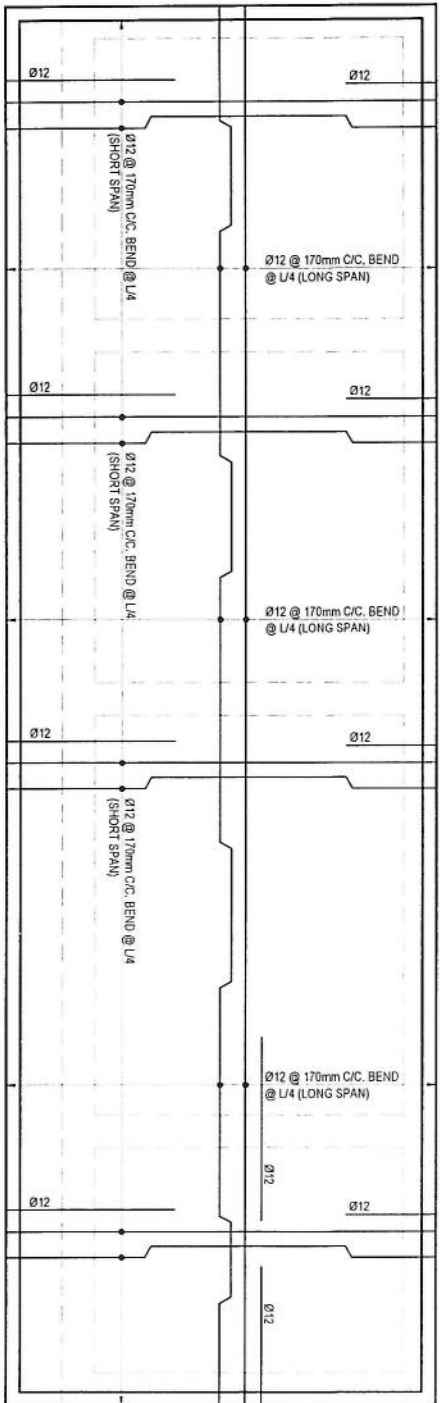 Ø12
Ø12
Ø12 @ 170mm C/C, BEND @ L/4
(SHORT SPAN)
Ø12 @ 170mm C/C, BEND
@ L/4 (LONG SPAN)
Ø12
Ø12
Ø12 @ 170mm C/C, BEND @ L/4
(SHORT SPAN)
Ø12 @ 170mm C/C, BEND
@ L/4 (LONG SPAN)
Ø12
Ø12
Ø12 @ 170mm C/C, BEND @ L/4
(SHORT SPAN)
Ø12 @ 170mm C/C, BEND
@ L/4 (LONG SPAN)
Ø12
Ø12
Ø12
Ø12